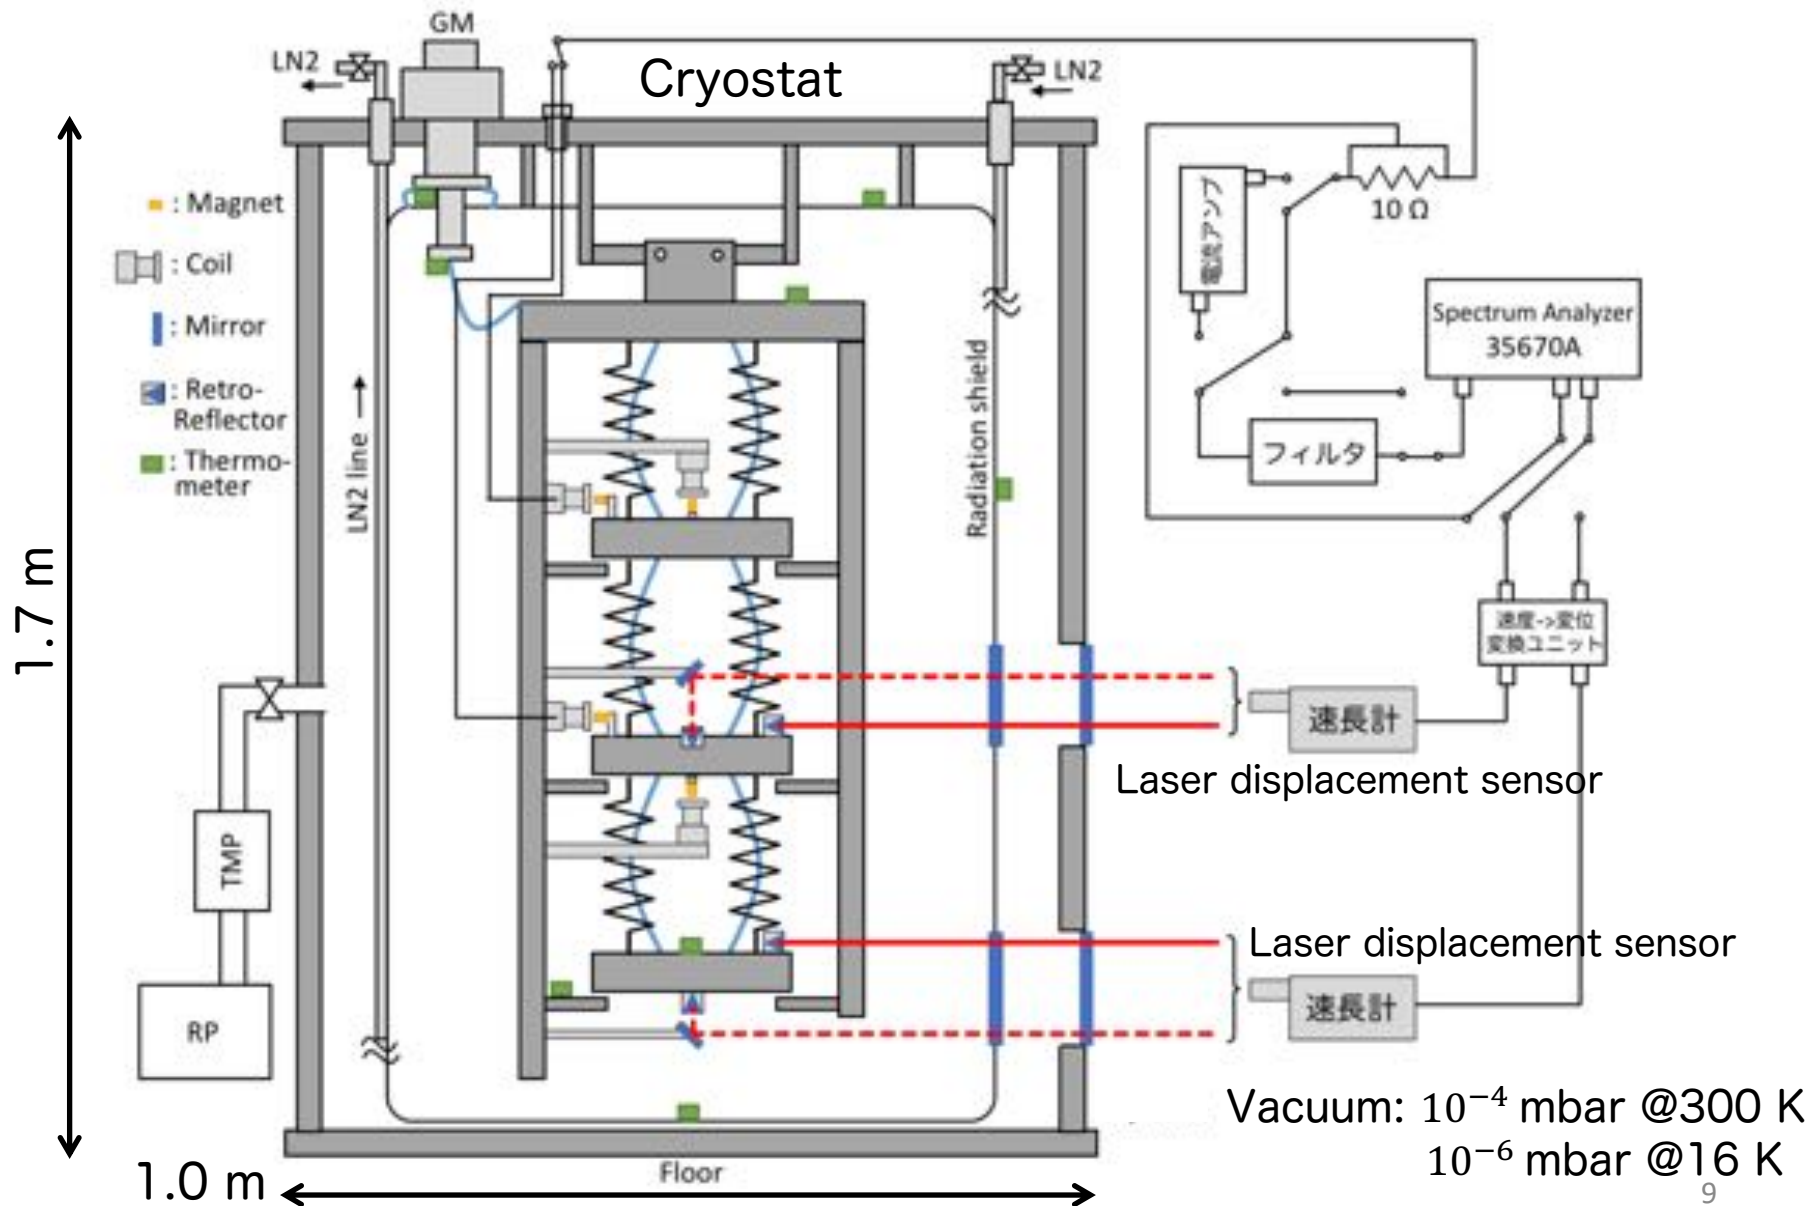 GM
LN2
Cryostat
LN2
: Magnet
: Coil
: Mirror
: Retro-
Reflector
: Thermo-
meter
1.7 m
LN2 line
Radiation shield
電流アンプ
10 Ω
Spectrum Analyzer
35670A
フィルタ
速度->変位
変換ユニット
速長計
Laser displacement sensor
TMP
RP
Laser displacement sensor
速長計
Vacuum: 10⁻⁴ mbar @300 K
10⁻⁶ mbar @16 K
Floor
1.0 m
9